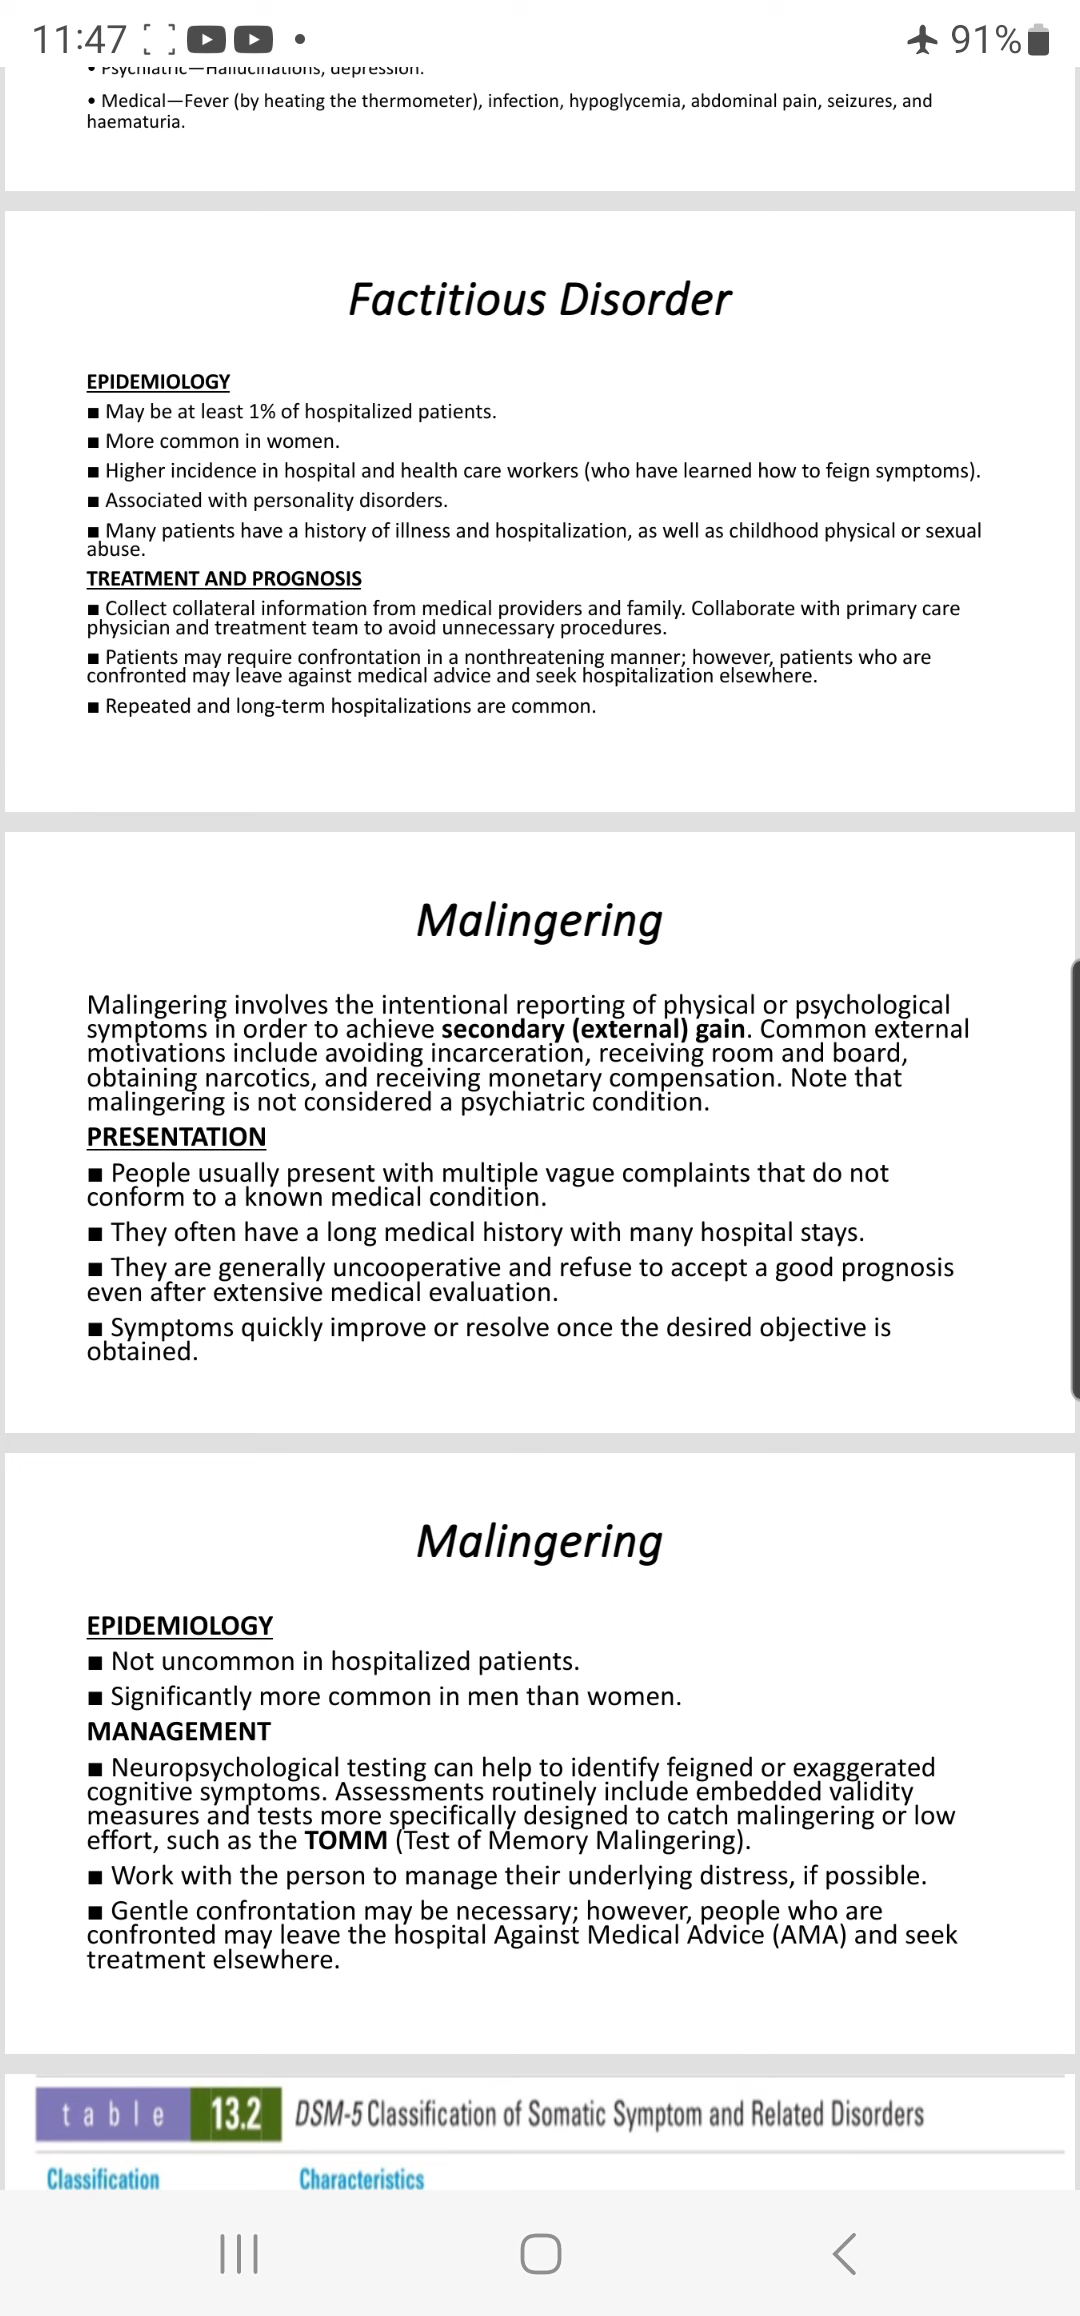 11:47
91%
• Psychiatric—Hallucinations, depression.
• Medical—Fever (by heating the thermometer), infection, hypoglycemia, abdominal pain, seizures, and
haematuria.
Factitious Disorder
EPIDEMIOLOGY
■ May be at least 1% of hospitalized patients.
■ More common in women.
■ Higher incidence in hospital and health care workers (who have learned how to feign symptoms).
■ Associated with personality disorders.
■ Many patients have a history of illness and hospitalization, as well as childhood physical or sexual
abuse.
TREATMENT AND PROGNOSIS
■ Collect collateral information from medical providers and family. Collaborate with primary care
physician and treatment team to avoid unnecessary procedures.
■ Patients may require confrontation in a nonthreatening manner; however, patients who are
confronted may leave against medical advice and seek hospitalization elsewhere.
■ Repeated and long-term hospitalizations are common.
Malingering
Malingering involves the intentional reporting of physical or psychological
symptoms in order to achieve secondary (external) gain. Common external
motivations include avoiding incarceration, receiving room and board,
obtaining narcotics, and receiving monetary compensation. Note that
malingering is not considered a psychiatric condition.
PRESENTATION
■ People usually present with multiple vague complaints that do not
conform to a known medical condition.
■ They often have a long medical history with many hospital stays.
■ They are generally uncooperative and refuse to accept a good prognosis
even after extensive medical evaluation.
■ Symptoms quickly improve or resolve once the desired objective is
obtained.
Malingering
EPIDEMIOLOGY
■ Not uncommon in hospitalized patients.
■ Significantly more common in men than women.
MANAGEMENT
■ Neuropsychological testing can help to identify feigned or exaggerated
cognitive symptoms. Assessments routinely include embedded validity
measures and tests more specifically designed to catch malingering or low
effort, such as the TOMM (Test of Memory Malingering).
■ Work with the person to manage their underlying distress, if possible.
■ Gentle confrontation may be necessary; however, people who are
confronted may leave the hospital Against Medical Advice (AMA) and seek
treatment elsewhere.
table 13.2 DSM-5 Classification of Somatic Symptom and Related Disorders
Classification Characteristics